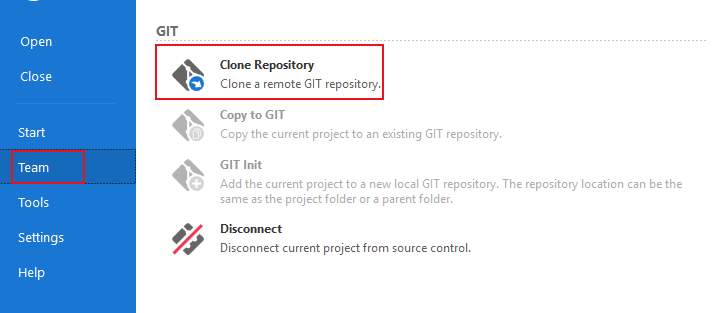 Open
Close
Start
Team
Tools
Settings
Help
GIT
Clone Repository
Clone a remote GIT repository.
Copy to GIT
Copy the current project to an existing GIT repository.
GIT Init
Add the current project to a new local GIT repository. The repository location can be the
same as the project folder or a parent folder.
Disconnect
Disconnect current project from source control.